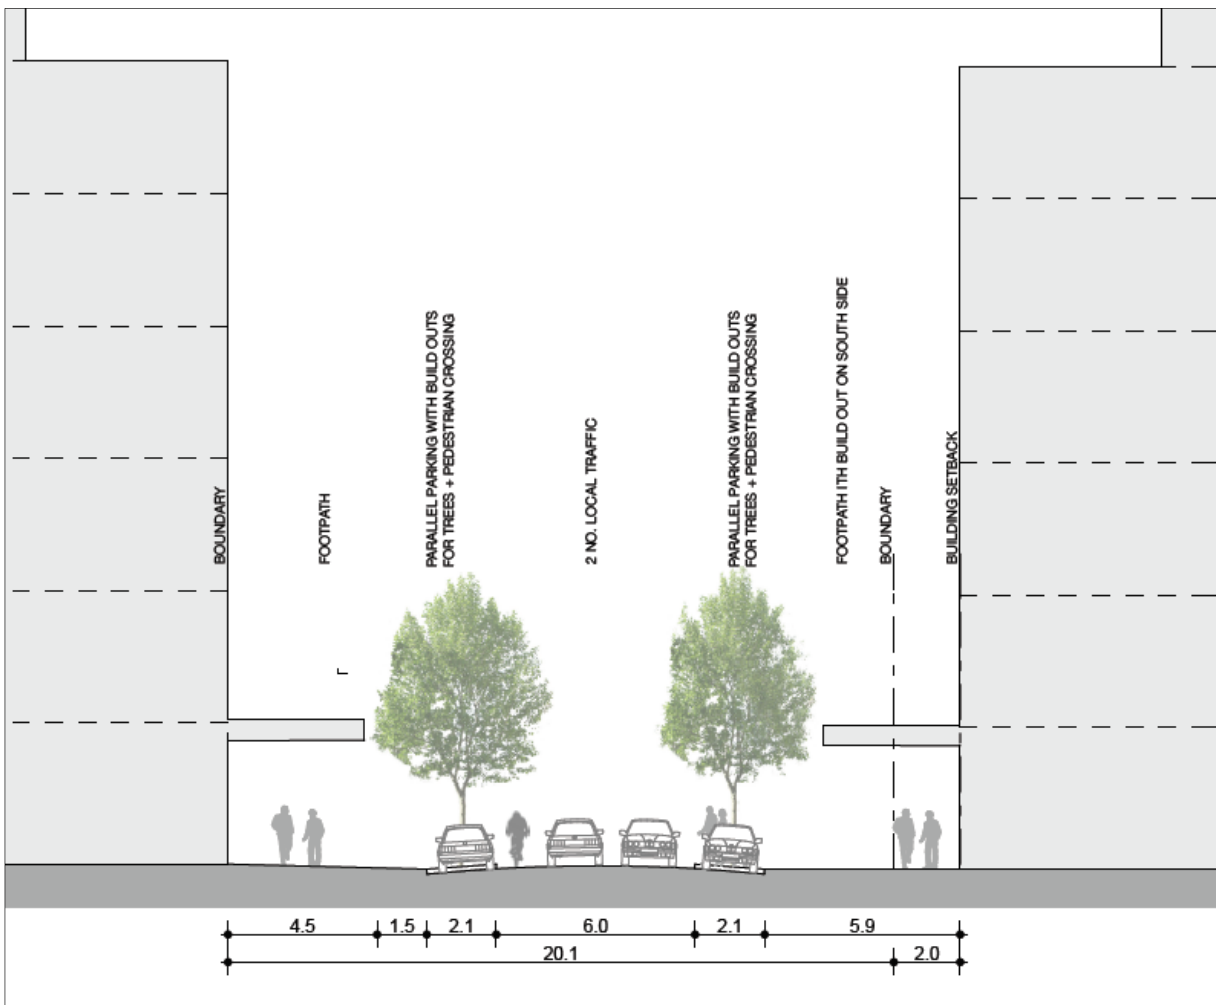 BOUNDARY
FOOTPATH
PARALLEL PARKING WITH BUILD OUTS
FOR TREES + PEDESTRIAN CROSSING
2 NO. LOCAL TRAFFIC
PARALLEL PARKING WITH BUILD OUTS
FOR TREES + PEDESTRIAN CROSSING
FOOTPATH ITH BUILD OUT ON SOUTH SIDE
BOUNDARY
BUILDING SETBACK
4.5 1.5 2.1 6.0 2.1 5.9
20.1 2.0